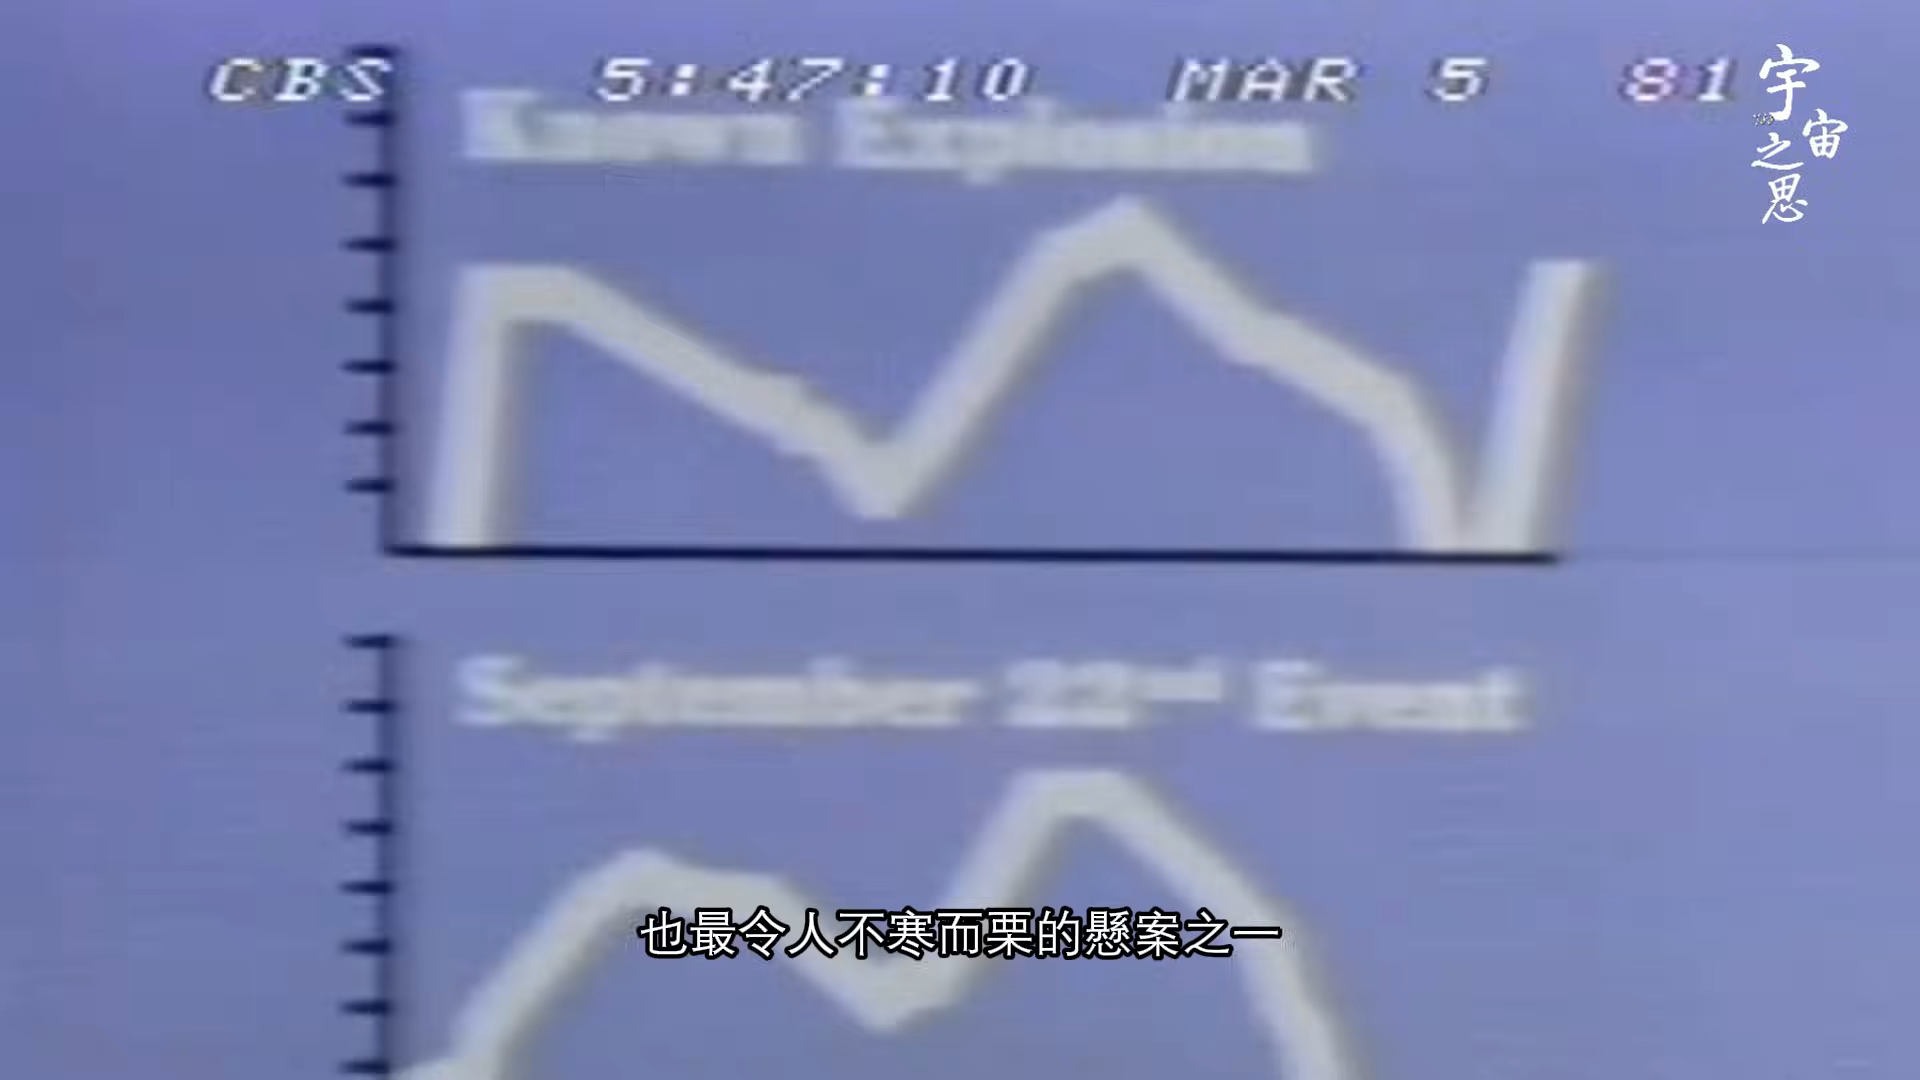 CBS 5:47:10 MAR 5 81
宇宙之思
Known Explosion
September 22nd Event
也最令人不寒而栗的懸案之一